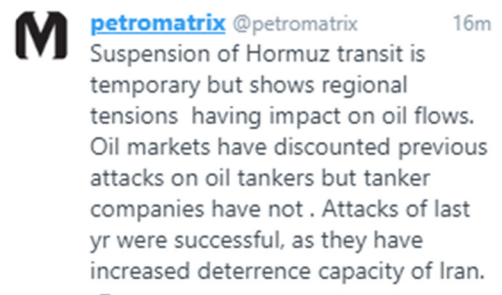 petromatrix @petromatrix 16m
Suspension of Hormuz transit is
temporary but shows regional
tensions having impact on oil flows.
Oil markets have discounted previous
attacks on oil tankers but tanker
companies have not . Attacks of last
yr were successful, as they have
increased deterrence capacity of Iran.